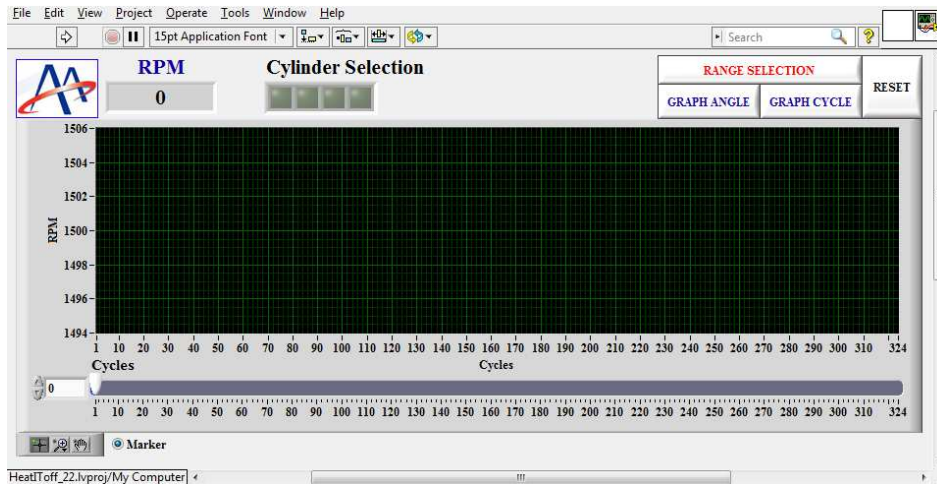 File Edit View Project Operate Tools Window Help
15pt Application Font Search
RPM Cylinder Selection
0
RANGE SELECTION
GRAPH ANGLE GRAPH CYCLE RESET
1506
1504
1502
1500
1498
1496
1494
RPM
1 10 20 30 40 50 60 70 80 90 100 110 120 130 140 150 160 170 180 190 200 210 220 230 240 250 260 270 280 290 300 310 324
Cycles Cycles
0
1 10 20 30 40 50 60 70 80 90 100 110 120 130 140 150 160 170 180 190 200 210 220 230 240 250 260 270 280 290 300 310 324
Marker
HeatIToff_22.lvproj/My Computer